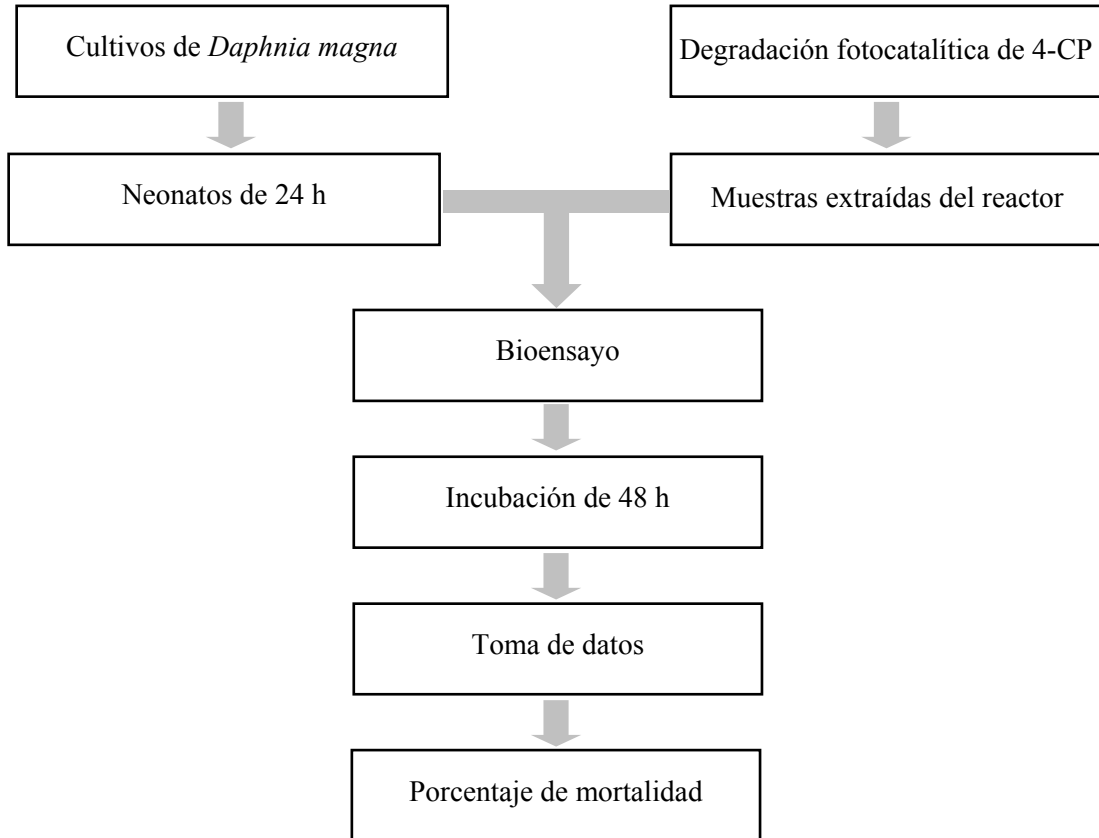 Cultivos de Daphnia magna
Degradación fotocatalítica de 4-CP
Neonatos de 24 h
Muestras extraídas del reactor
Bioensayo
Incubación de 48 h
Toma de datos
Porcentaje de mortalidad